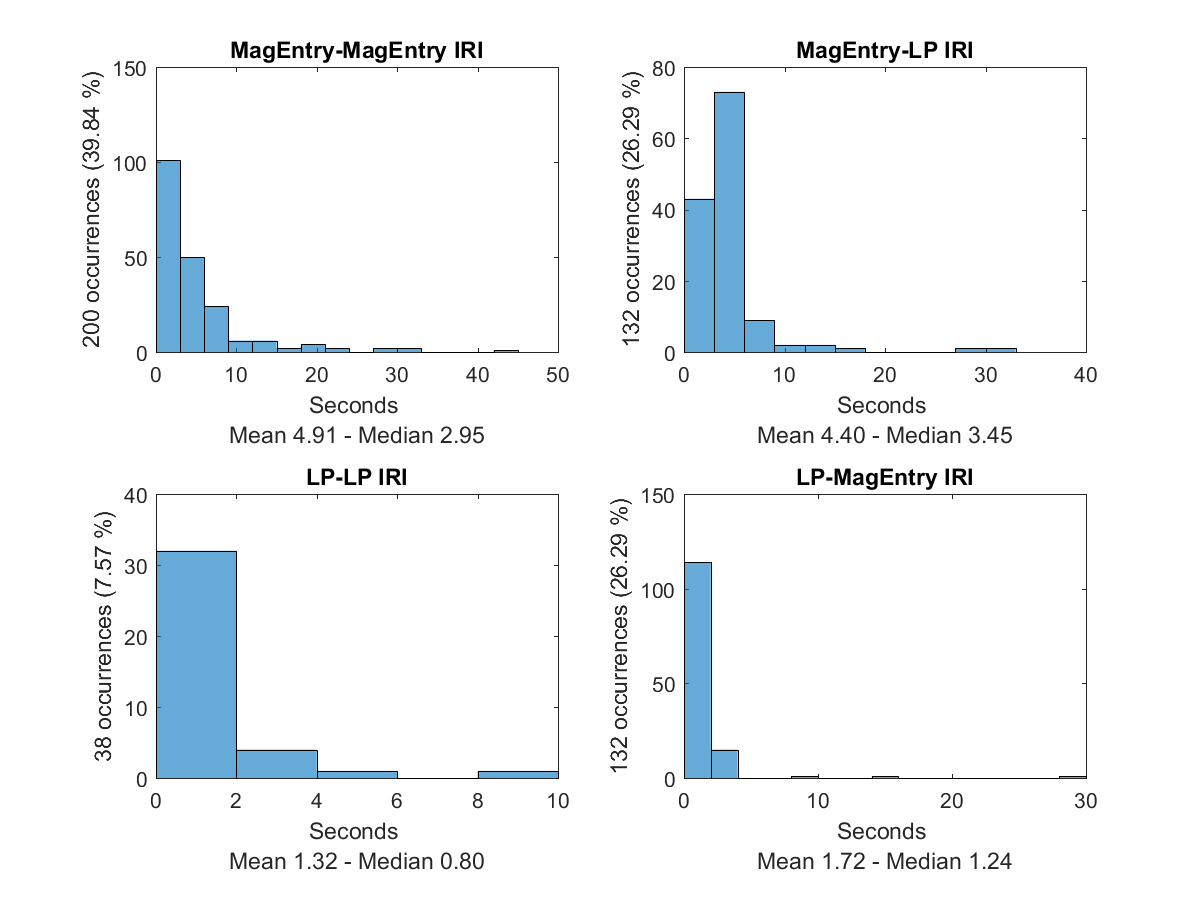 MagEntry-MagEntry IRI
200 occurrences (39.84 %)
150
100
50
0
0 10 20 30 40 50
Seconds
Mean 4.91 - Median 2.95
MagEntry-LP IRI
132 occurrences (26.29 %)
80
60
40
20
0
0 10 20 30 40
Seconds
Mean 4.40 - Median 3.45
LP-LP IRI
38 occurrences (7.57 %)
40
30
20
10
0
0 2 4 6 8 10
Seconds
Mean 1.32 - Median 0.80
LP-MagEntry IRI
132 occurrences (26.29 %)
150
100
50
0
0 10 20 30
Seconds
Mean 1.72 - Median 1.24